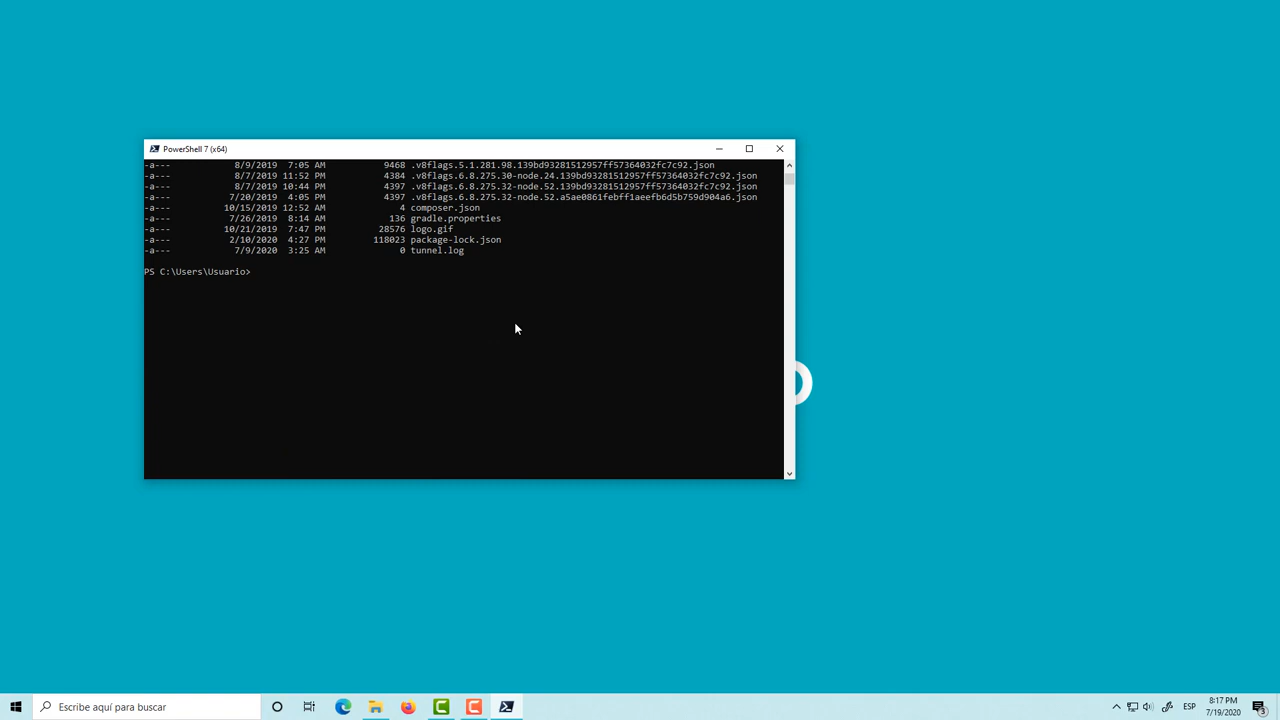 PowerShell 7 (x64)
-a--- 8/9/2019 7:05 AM 9468 .v8flags.5.1.281.98.139bd93281512957ff57364032fc7c92.json
-a--- 8/7/2019 11:52 PM 4384 .v8flags.6.8.275.30-node.24.139bd93281512957ff57364032fc7c92.json
-a--- 8/7/2019 10:44 PM 4397 .v8flags.6.8.275.32-node.52.139bd93281512957ff57364032fc7c92.json
-a--- 7/20/2019 4:05 PM 4397 .v8flags.6.8.275.32-node.52.a5ae0861febff1aeefb6d5b759d904a6.json
-a--- 10/15/2019 12:52 AM 4 composer.json
-a--- 7/26/2019 8:14 AM 136 gradle.properties
-a--- 10/21/2019 7:47 PM 28576 logo.gif
-a--- 2/10/2020 4:27 PM 118023 package-lock.json
-a--- 7/9/2020 3:25 AM 0 tunnel.log
PS C:\Users\Usuario>
Escribe aquí para buscar
ESP
8:17 PM
7/19/2020
3